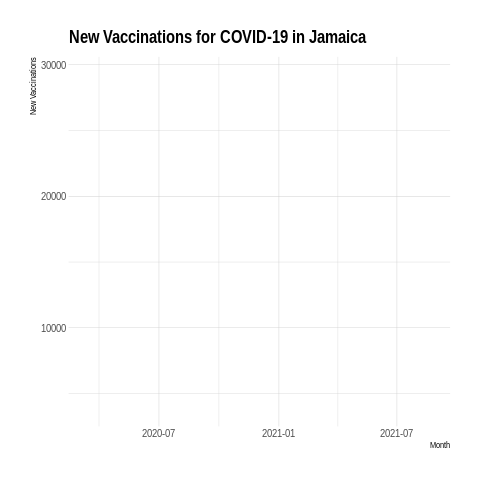 New Vaccinations for COVID-19 in Jamaica
New Vaccinations
30000
20000
10000
2020-07
2021-01
2021-07
Month